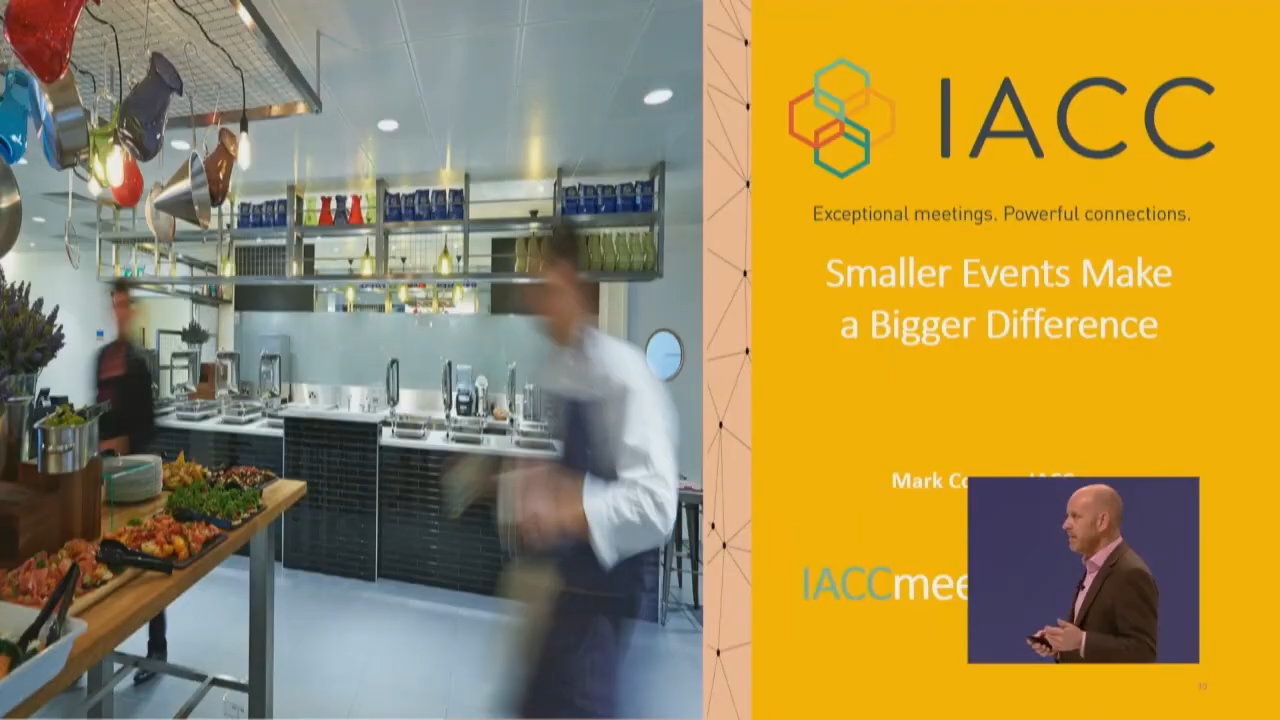 IACC
Exceptional meetings. Powerful connections.
Smaller Events Make
a Bigger Difference
Mark
IACCmee